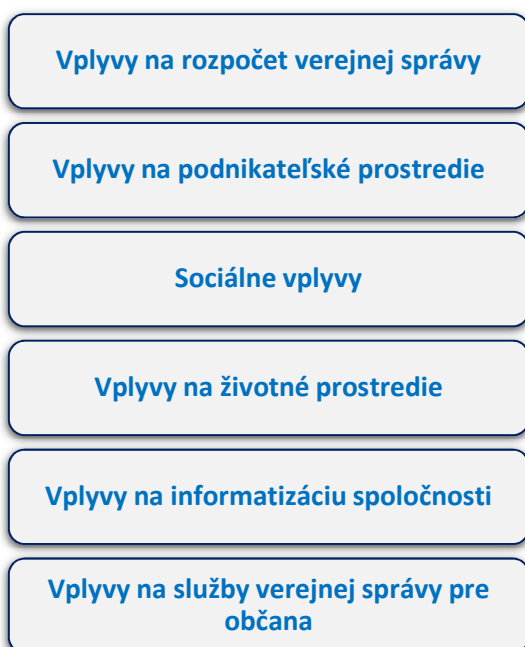 Vplyvy na rozpočet verejnej správy
Vplyvy na podnikateľské prostredie
Sociálne vplyvy
Vplyvy na životné prostredie
Vplyvy na informatizáciu spoločnosti
Vplyvy na služby verejnej správy pre
občana